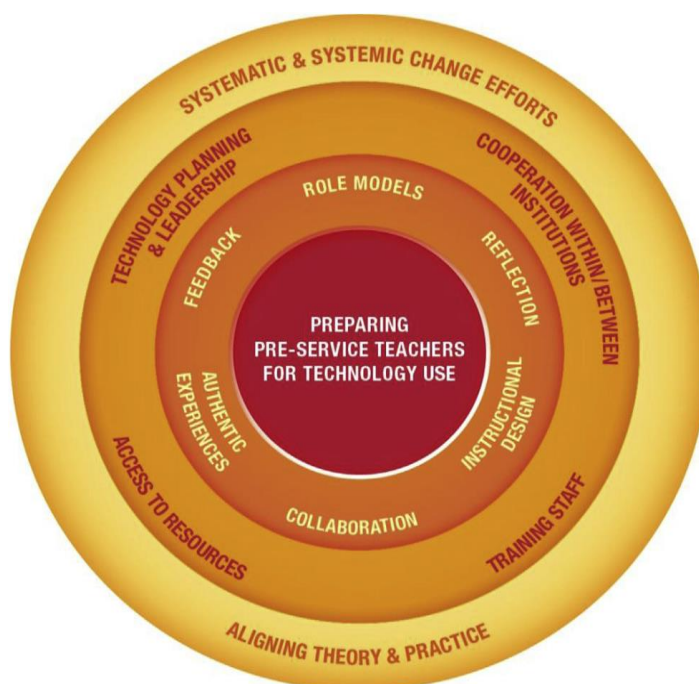 SYSTEMATIC & SYSTEMIC CHANGE EFFORTS
TECHNOLOGY PLANNING
& LEADERSHIP
COOPERATION WITHIN/BETWEEN
INSTITUTIONS
ROLE MODELS
FEEDBACK
REFLECTION
PREPARING
PRE-SERVICE TEACHERS
FOR TECHNOLOGY USE
AUTHENTIC
EXPERIENCES
INSTRUCTIONAL
DESIGN
COLLABORATION
ACCESS TO RESOURCES
TRAINING STAFF
ALIGNING THEORY & PRACTICE